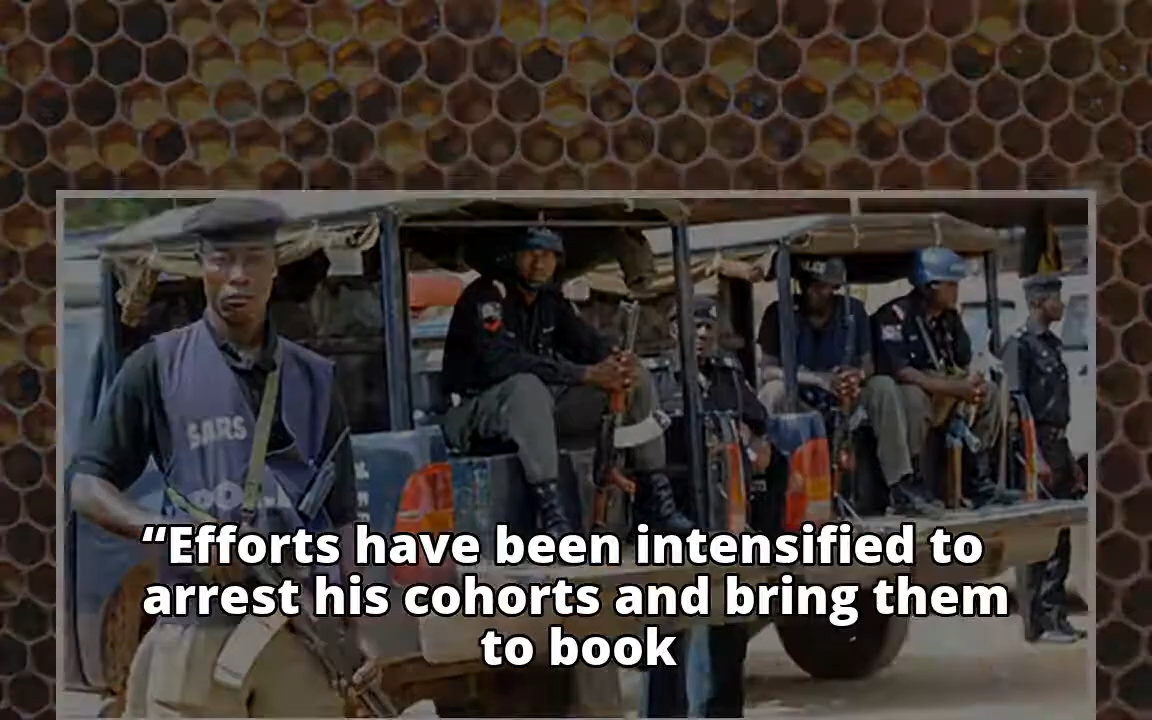 SARS
“Efforts have been intensified to
arrest his cohorts and bring them
to book